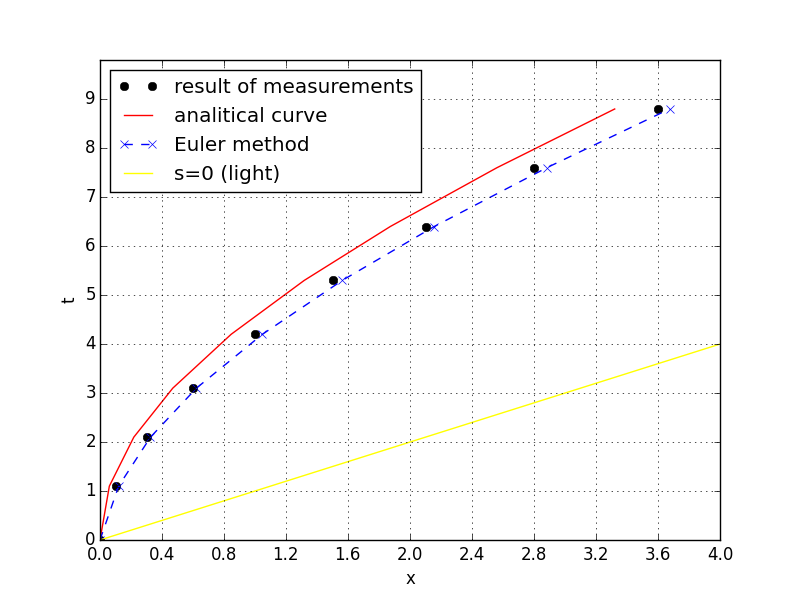 result of measurements
analitical curve
Euler method
s=0 (light)
9
8
7
6
5
4
3
2
1
0
t
0.0 0.4 0.8 1.2 1.6 2.0 2.4 2.8 3.2 3.6 4.0
x